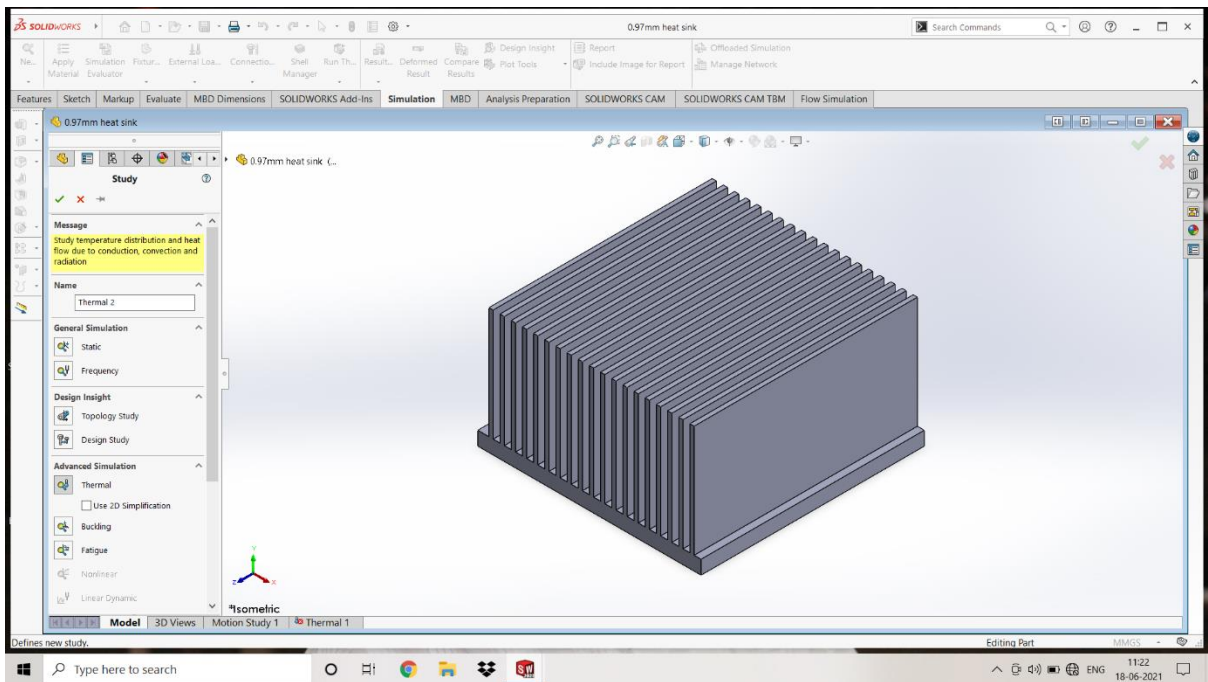 SOLIDWORKS
0.97mm heat sink
Search Commands
Ne...
Apply Material
Simulation Evaluator
Fixtur...
External Loa...
Connectio...
Shell Manager
Run Th...
Result...
Deformed Result
Compare Results
Design Insight
Plot Tools
Report
Include Image for Report
Offloaded Simulation
Manage Network
Features Sketch Markup Evaluate MBD Dimensions SOLIDWORKS Add-Ins Simulation MBD Analysis Preparation SOLIDWORKS CAM SOLIDWORKS CAM TBM Flow Simulation
0.97mm heat sink
0.97mm heat sink (...
Study
Message
Study temperature distribution and heat
flow due to conduction, convection and
radiation
Name
Thermal 2
General Simulation
Static
Frequency
Design Insight
Topology Study
Design Study
Advanced Simulation
Thermal
Use 2D Simplification
Buckling
Fatigue
Nonlinear
Linear Dynamic
Y
Z
X
*Isometric
Model 3D Views Motion Study 1 Thermal 1
Defines new study.
Editing Part
MMGS
Type here to search
ENG
11:22
18-06-2021